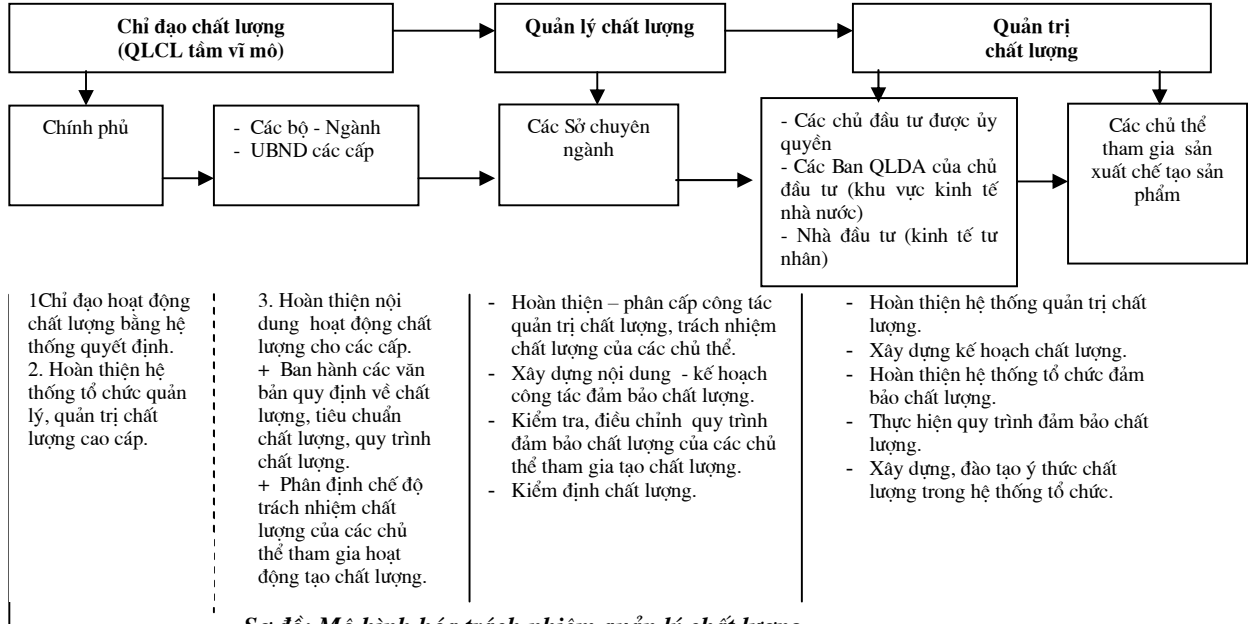 Chỉ đạo chất lượng
(QLCL tầm vĩ mô)
Quản lý chất lượng
Quản trị
chất lượng
Chính phủ
- Các bộ - Ngành
- UBND các cấp
Các Sở chuyên
ngành
- Các chủ đầu tư được ủy
quyền
- Các Ban QLDA của chủ
đầu tư (khu vực kinh tế
nhà nước)
- Nhà đầu tư (kinh tế tư
nhân)
Các chủ thể
tham gia sản
xuất chế tạo sản
phẩm
1Chỉ đạo hoạt động
chất lượng bằng hệ
thống quyết định.
2. Hoàn thiện hệ
thống tổ chức quản
lý, quản trị chất
lượng cao cáp.
3. Hoàn thiện nội
dung hoạt động chất
lượng cho các cấp.
+ Ban hành các văn
bản quy định về chất
lượng, tiêu chuẩn
chất lượng, quy trình
chất lượng.
+ Phân định chế độ
trách nhiệm chất
lượng của các chủ
thể tham gia hoạt
động tạo chất lượng.
- Hoàn thiện – phân cấp công tác
quản trị chất lượng, trách nhiệm
chất lượng của các chủ thể.
- Xây dựng nội dung - kế hoạch
công tác đảm bảo chất lượng.
- Kiểm tra, điều chỉnh quy trình
đảm bảo chất lượng của các chủ
thể tham gia tạo chất lượng.
- Kiểm định chất lượng.
- Hoàn thiện hệ thống quản trị chất
lượng.
- Xây dựng kế hoạch chất lượng.
- Hoàn thiện hệ thống tổ chức đảm
bảo chất lượng.
- Thực hiện quy trình đảm bảo chất
lượng.
- Xây dựng, đào tạo ý thức chất
lượng trong hệ thống tổ chức.
Sơ đồ: Mô hình hóa trách nhiệm quản lý chất lượng